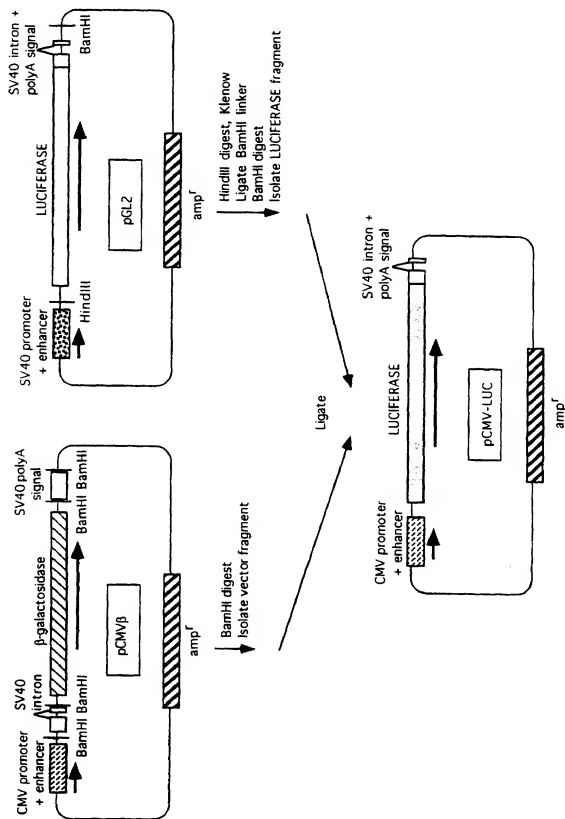 CMV promoter
+ enhancer
SV40
intron
β-galactosidase
SV40 polyA
signal
BamHI BamHI
BamHI BamHI
pCMVβ
amp^r
BamHI digest
Isolate vector fragment
SV40 promoter
+ enhancer
LUCIFERASE
SV40 intron +
polyA signal
HindIII
BamHI
pGL2
amp^r
HindIII digest, Klenow
Ligate BamHI linker
BamHI digest
Isolate LUCIFERASE fragment
Ligate
CMV promoter
+ enhancer
LUCIFERASE
SV40 intron +
polyA signal
pCMV-LUC
amp^r